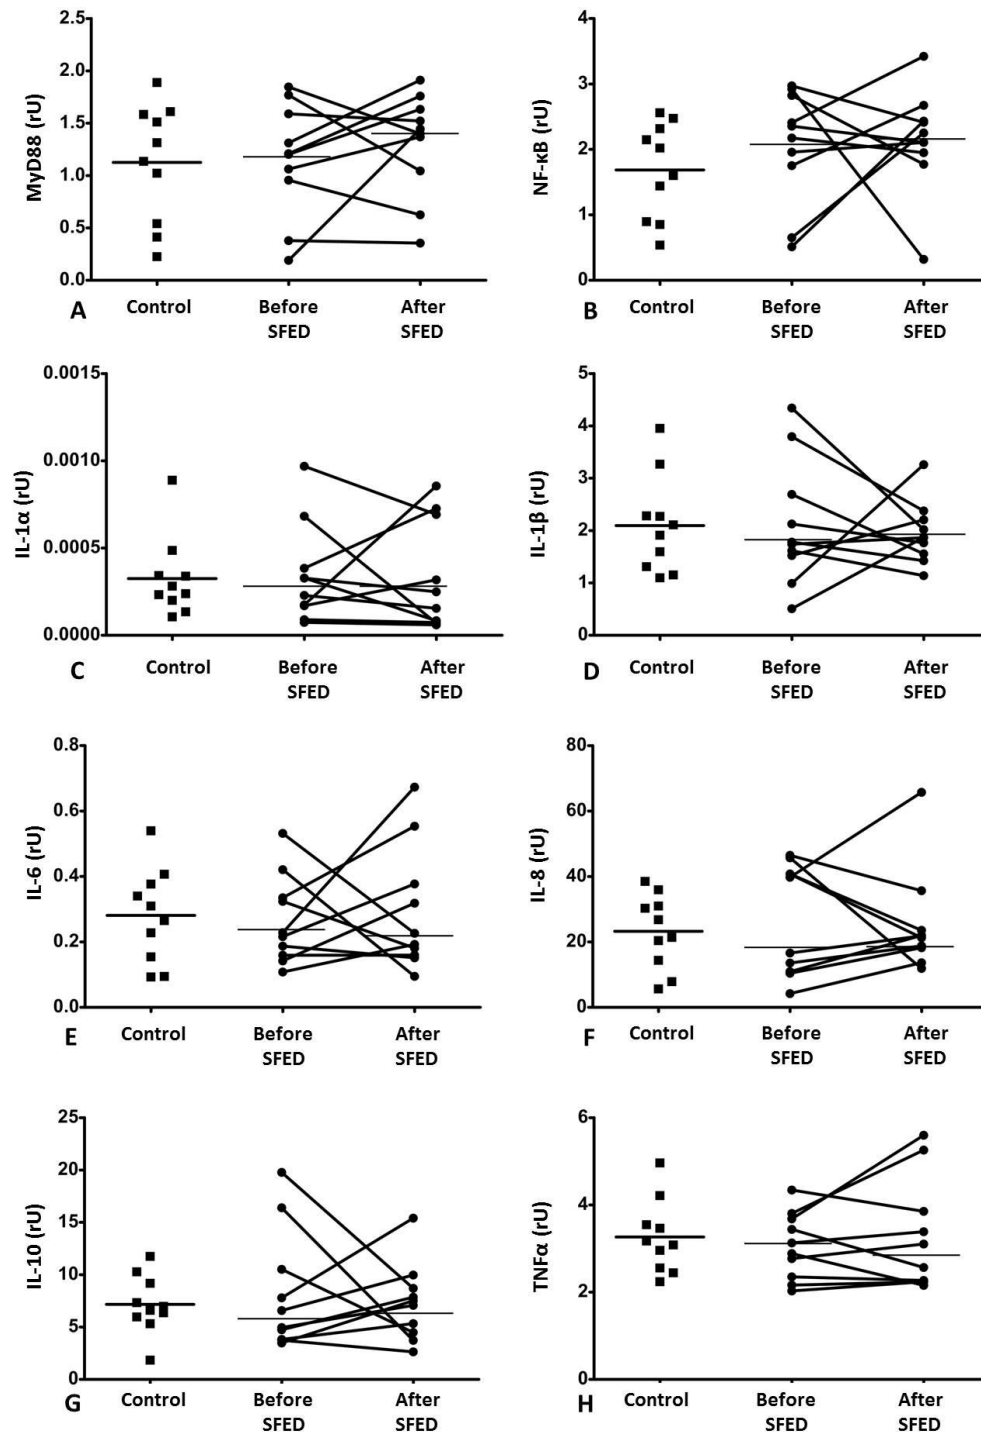 MyD88 (rU)
2.5
2.0
1.5
1.0
0.5
0.0
A
Control
Before
SFED
After
SFED
NF-κB (rU)
4
3
2
1
0
B
Control
Before
SFED
After
SFED
IL-1α (rU)
0.0015
0.0010
0.0005
0.0000
C
Control
Before
SFED
After
SFED
IL-1β (rU)
5
4
3
2
1
0
D
Control
Before
SFED
After
SFED
IL-6 (rU)
0.8
0.6
0.4
0.2
0.0
E
Control
Before
SFED
After
SFED
IL-8 (rU)
80
60
40
20
0
F
Control
Before
SFED
After
SFED
IL-10 (rU)
25
20
15
10
5
0
G
Control
Before
SFED
After
SFED
TNFα (rU)
6
4
2
0
H
Control
Before
SFED
After
SFED